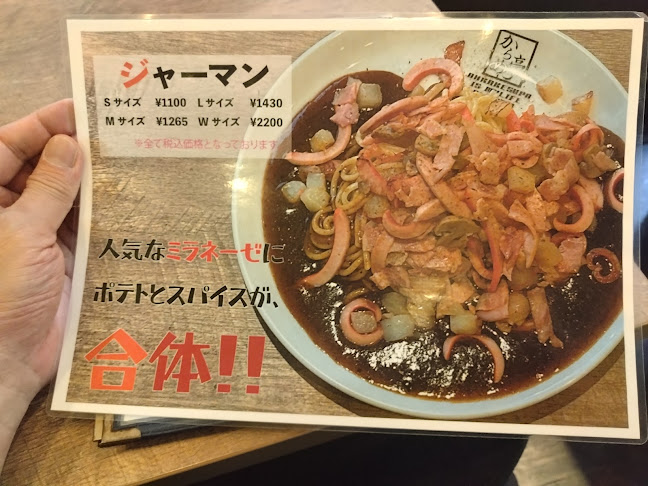 ジャーマン
Sサイズ ¥1100 Lサイズ ¥1430
Mサイズ ¥1265 Wサイズ ¥2200
※全て税込価格となっております
人気なミラネーゼに
ポテトとスパイスが、
合体!!
から亭